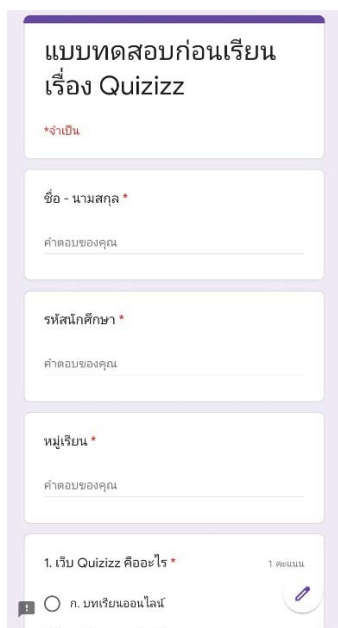 แบบทดสอบก่อนเรียน
เรื่อง Quizizz
*จำเป็น
ชื่อ - นามสกุล *
คำตอบของคุณ
รหัสนักศึกษา *
คำตอบของคุณ
หมู่เรียน *
คำตอบของคุณ
1. เว็บ Quizizz คืออะไร * 1 คะแนน
ก. บทเรียนออนไลน์